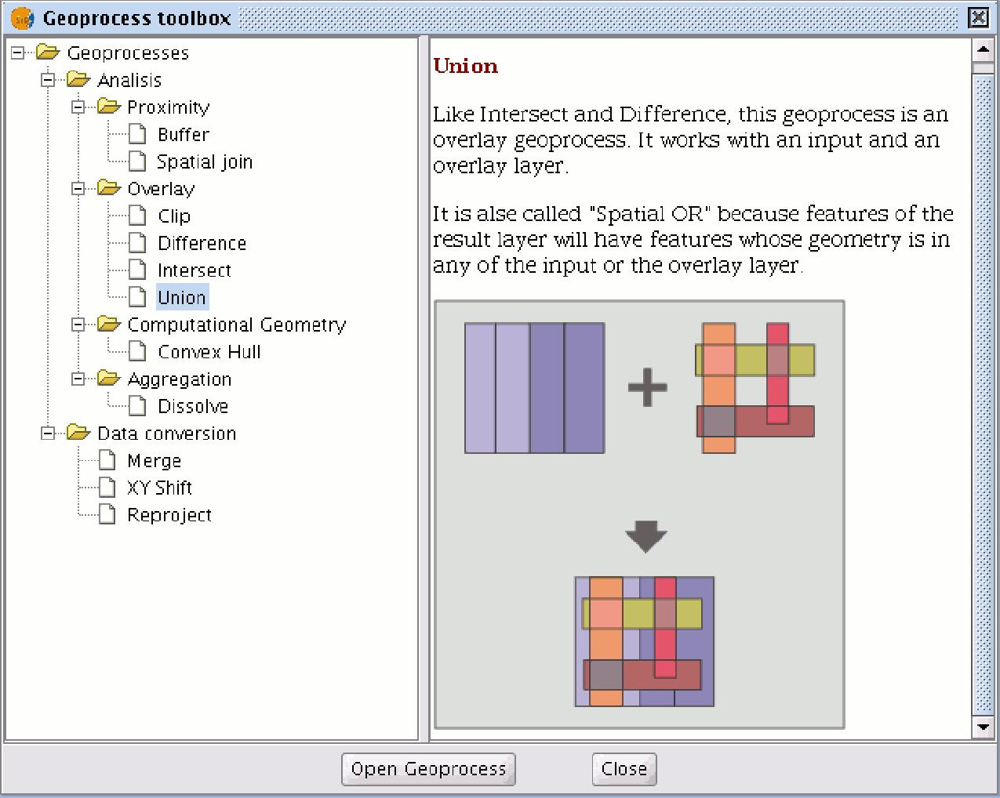 Geoprocess toolbox
Geoprocesses
Analisis
Proximity
Buffer
Spatial join
Overlay
Clip
Difference
Intersect
Union
Computational Geometry
Convex Hull
Aggregation
Dissolve
Data conversion
Merge
XY Shift
Reproject
Union
Like Intersect and Difference, this geoprocess is an
overlay geoprocess. It works with an input and an
overlay layer.
It is alse called "Spatial OR" because features of the
result layer will have features whose geometry is in
any of the input or the overlay layer.
Open Geoprocess
Close